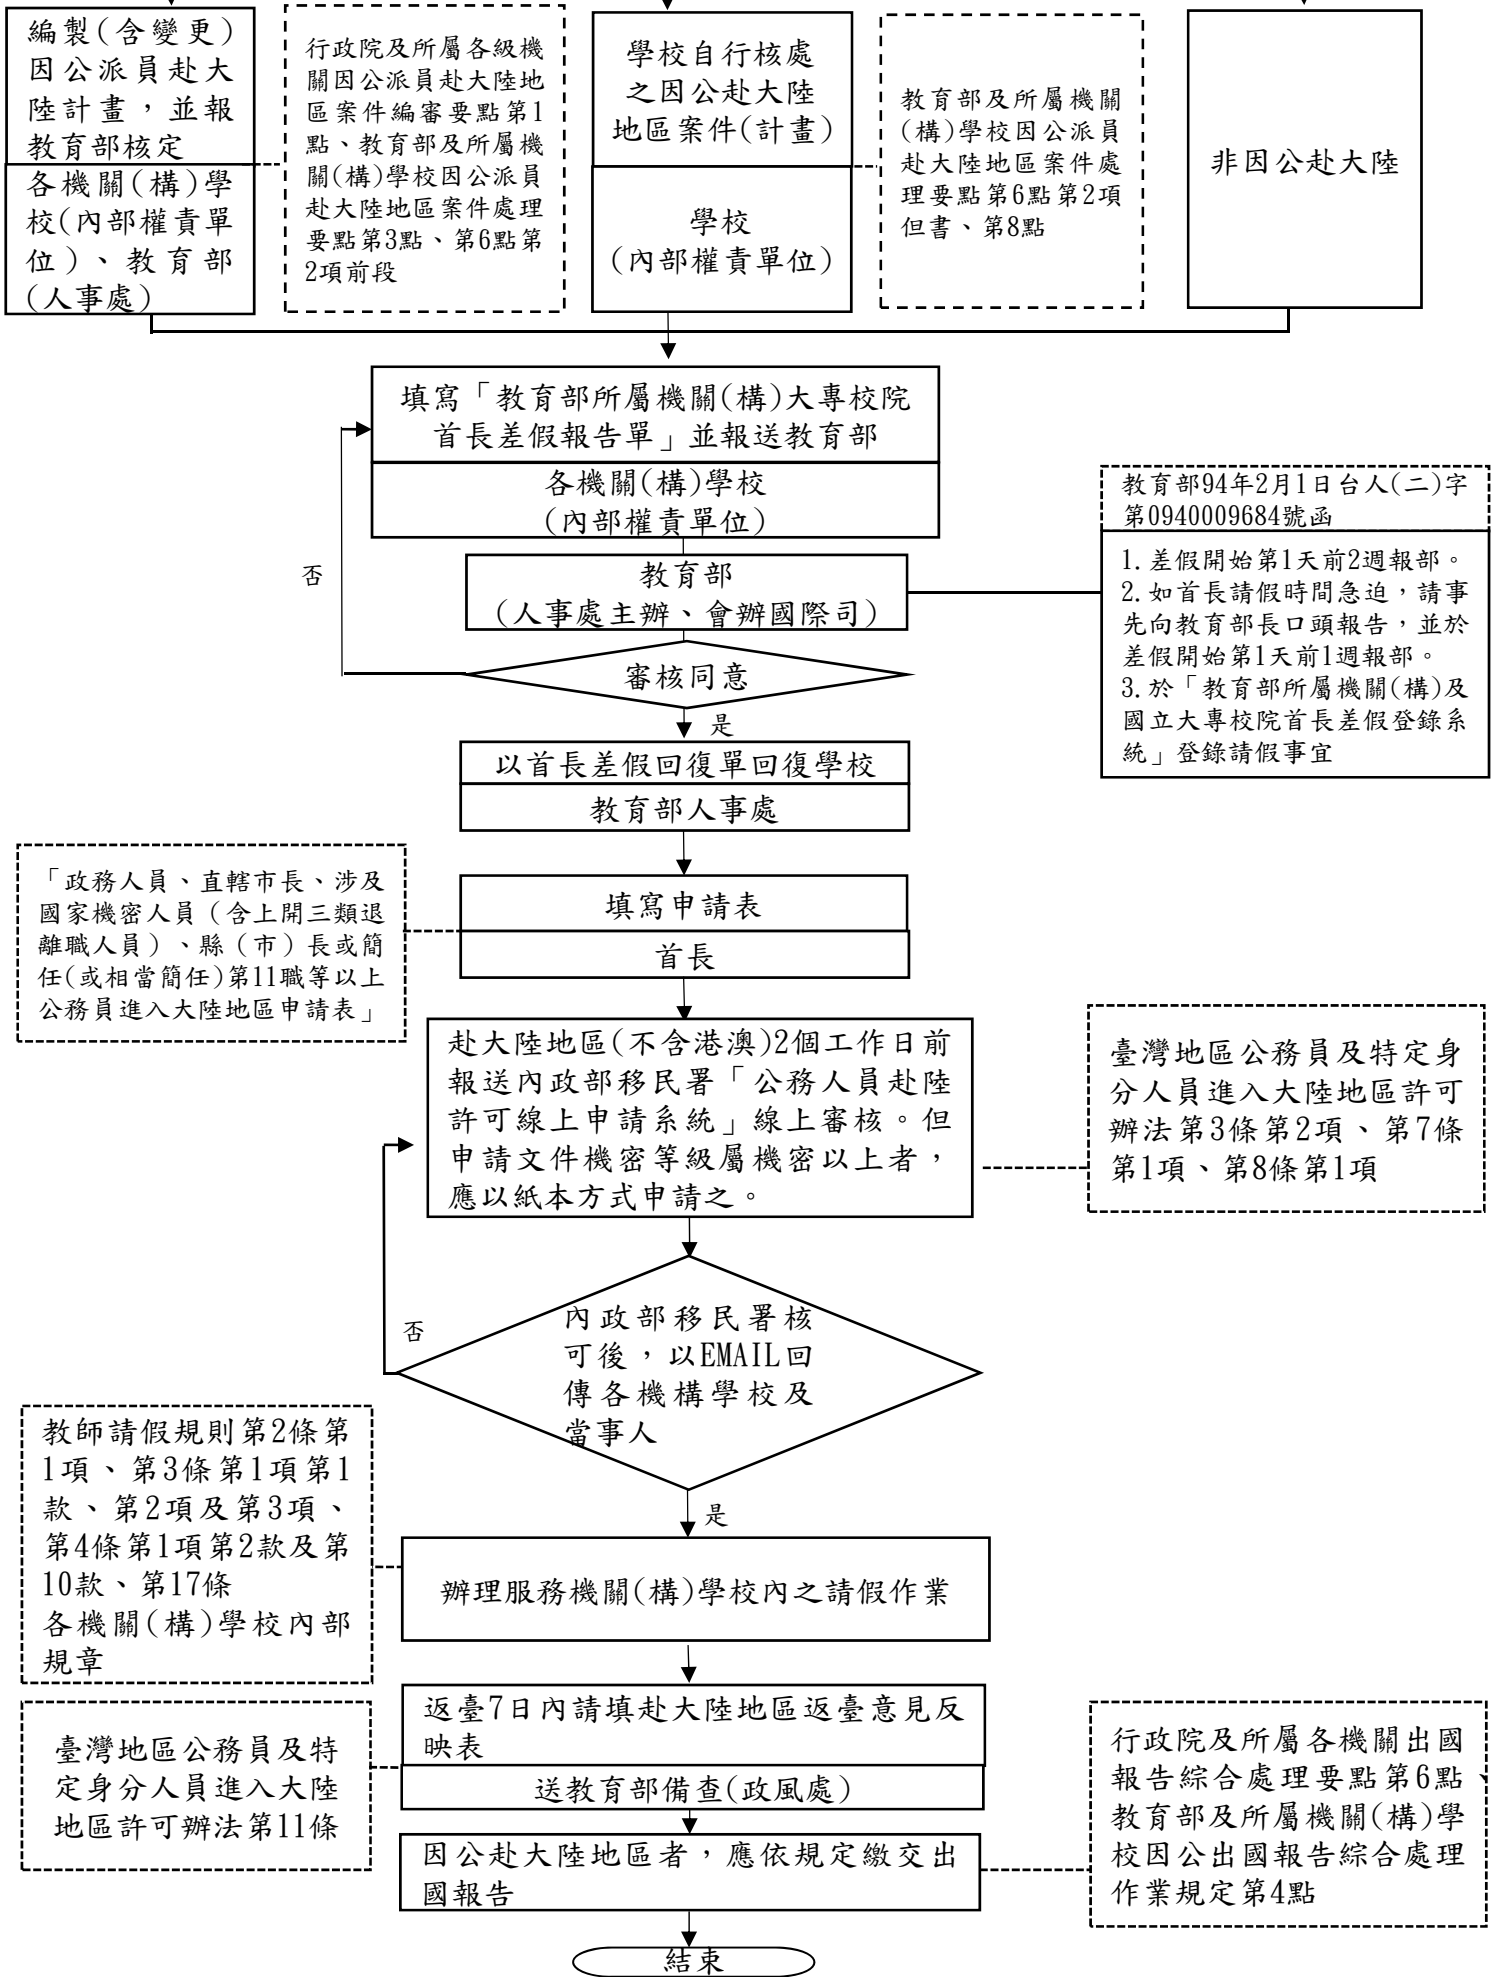 編製(含變更)
因公派員赴大
陸計畫，並報
教育部核定
各機關(構)學
校(內部權責單
位)、教育部
(人事處)
行政院及所屬各級機
關因公派員赴大陸地
區案件編審要點第1
點、教育部及所屬機
關(構)學校因公派員
赴大陸地區案件處理
要點第3點、第6點第
2項前段
學校自行核處
之因公赴大陸
地區案件(計畫)
學校
(內部權責單位)
教育部及所屬機關
(構)學校因公派員
赴大陸地區案件處
理要點第6點第2項
但書、第8點
非因公赴大陸
填寫「教育部所屬機關(構)大專校院
首長差假報告單」並報送教育部
各機關(構)學校
(內部權責單位)
教育部94年2月1日台人(二)字
第0940009684號函
1.差假開始第1天前2週報部。
2.如首長請假時間急迫，請事
先向教育部長口頭報告，並於
差假開始第1天前1週報部。
3.於「教育部所屬機關(構)及
國立大專校院首長差假登錄系
統」登錄請假事宜
否
教育部
(人事處主辦、會辦國際司)
審核同意
是
以首長差假回復單回復學校
教育部人事處
「政務人員、直轄市長、涉及
國家機密人員（含上開三類退
離職人員）、縣（市）長或簡
任(或相當簡任)第11職等以上
公務員進入大陸地區申請表」
填寫申請表
首長
赴大陸地區(不含港澳)2個工作日前
報送內政部移民署「公務人員赴陸
許可線上申請系統」線上審核。但
申請文件機密等級屬機密以上者，
應以紙本方式申請之。
臺灣地區公務員及特定身
分人員進入大陸地區許可
辦法第3條第2項、第7條
第1項、第8條第1項
否
內政部移民署核
可後，以EMAIL回
傳各機構學校及
當事人
是
教師請假規則第2條第
1項、第3條第1項第1
款、第2項及第3項、
第4條第1項第2款及第
10款、第17條
各機關(構)學校內部
規章
辦理服務機關(構)學校內之請假作業
返臺7日內請填赴大陸地區返臺意見反
映表
送教育部備查(政風處)
臺灣地區公務員及特
定身分人員進入大陸
地區許可辦法第11條
因公赴大陸地區者，應依規定繳交出
國報告
行政院及所屬各機關出國
報告綜合處理要點第6點、
教育部及所屬機關(構)學
校因公出國報告綜合處理
作業規定第4點
結束